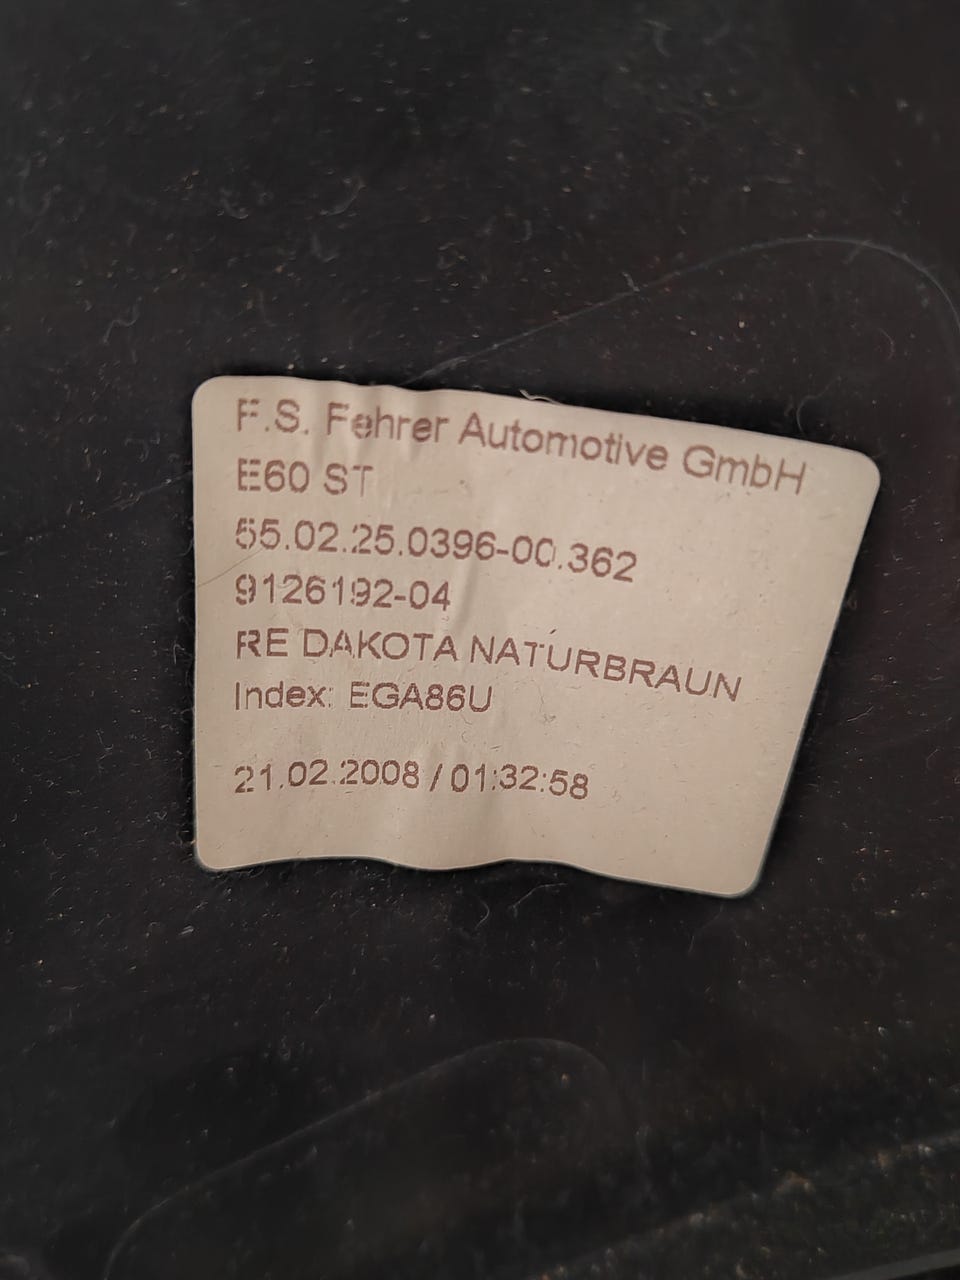 F.S. Fehrer Automotive GmbH
E60 ST
55.02.25.0396-00.362
9126192-04
RE DAKOTA NATURBRAUN
Index: EGA86U
21.02.2008 / 01:32:58